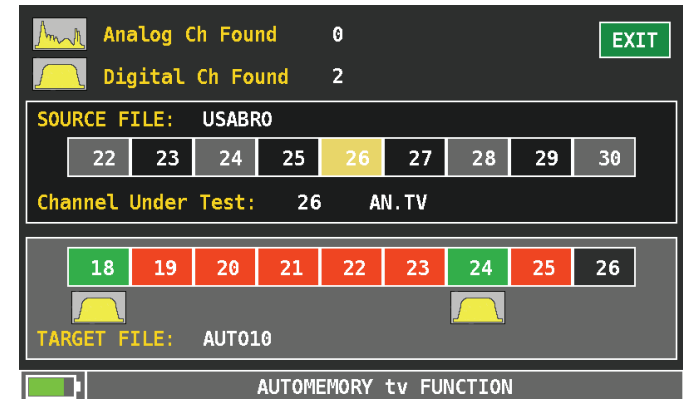 Analog Ch Found 0
EXIT
Digital Ch Found 2
SOURCE FILE: USABRO
22 23 24 25 26 27 28 29 30
Channel Under Test: 26 AN.TV
18 19 20 21 22 23 24 25 26
TARGET FILE: AUTO10
AUTOMEMORY tv FUNCTION